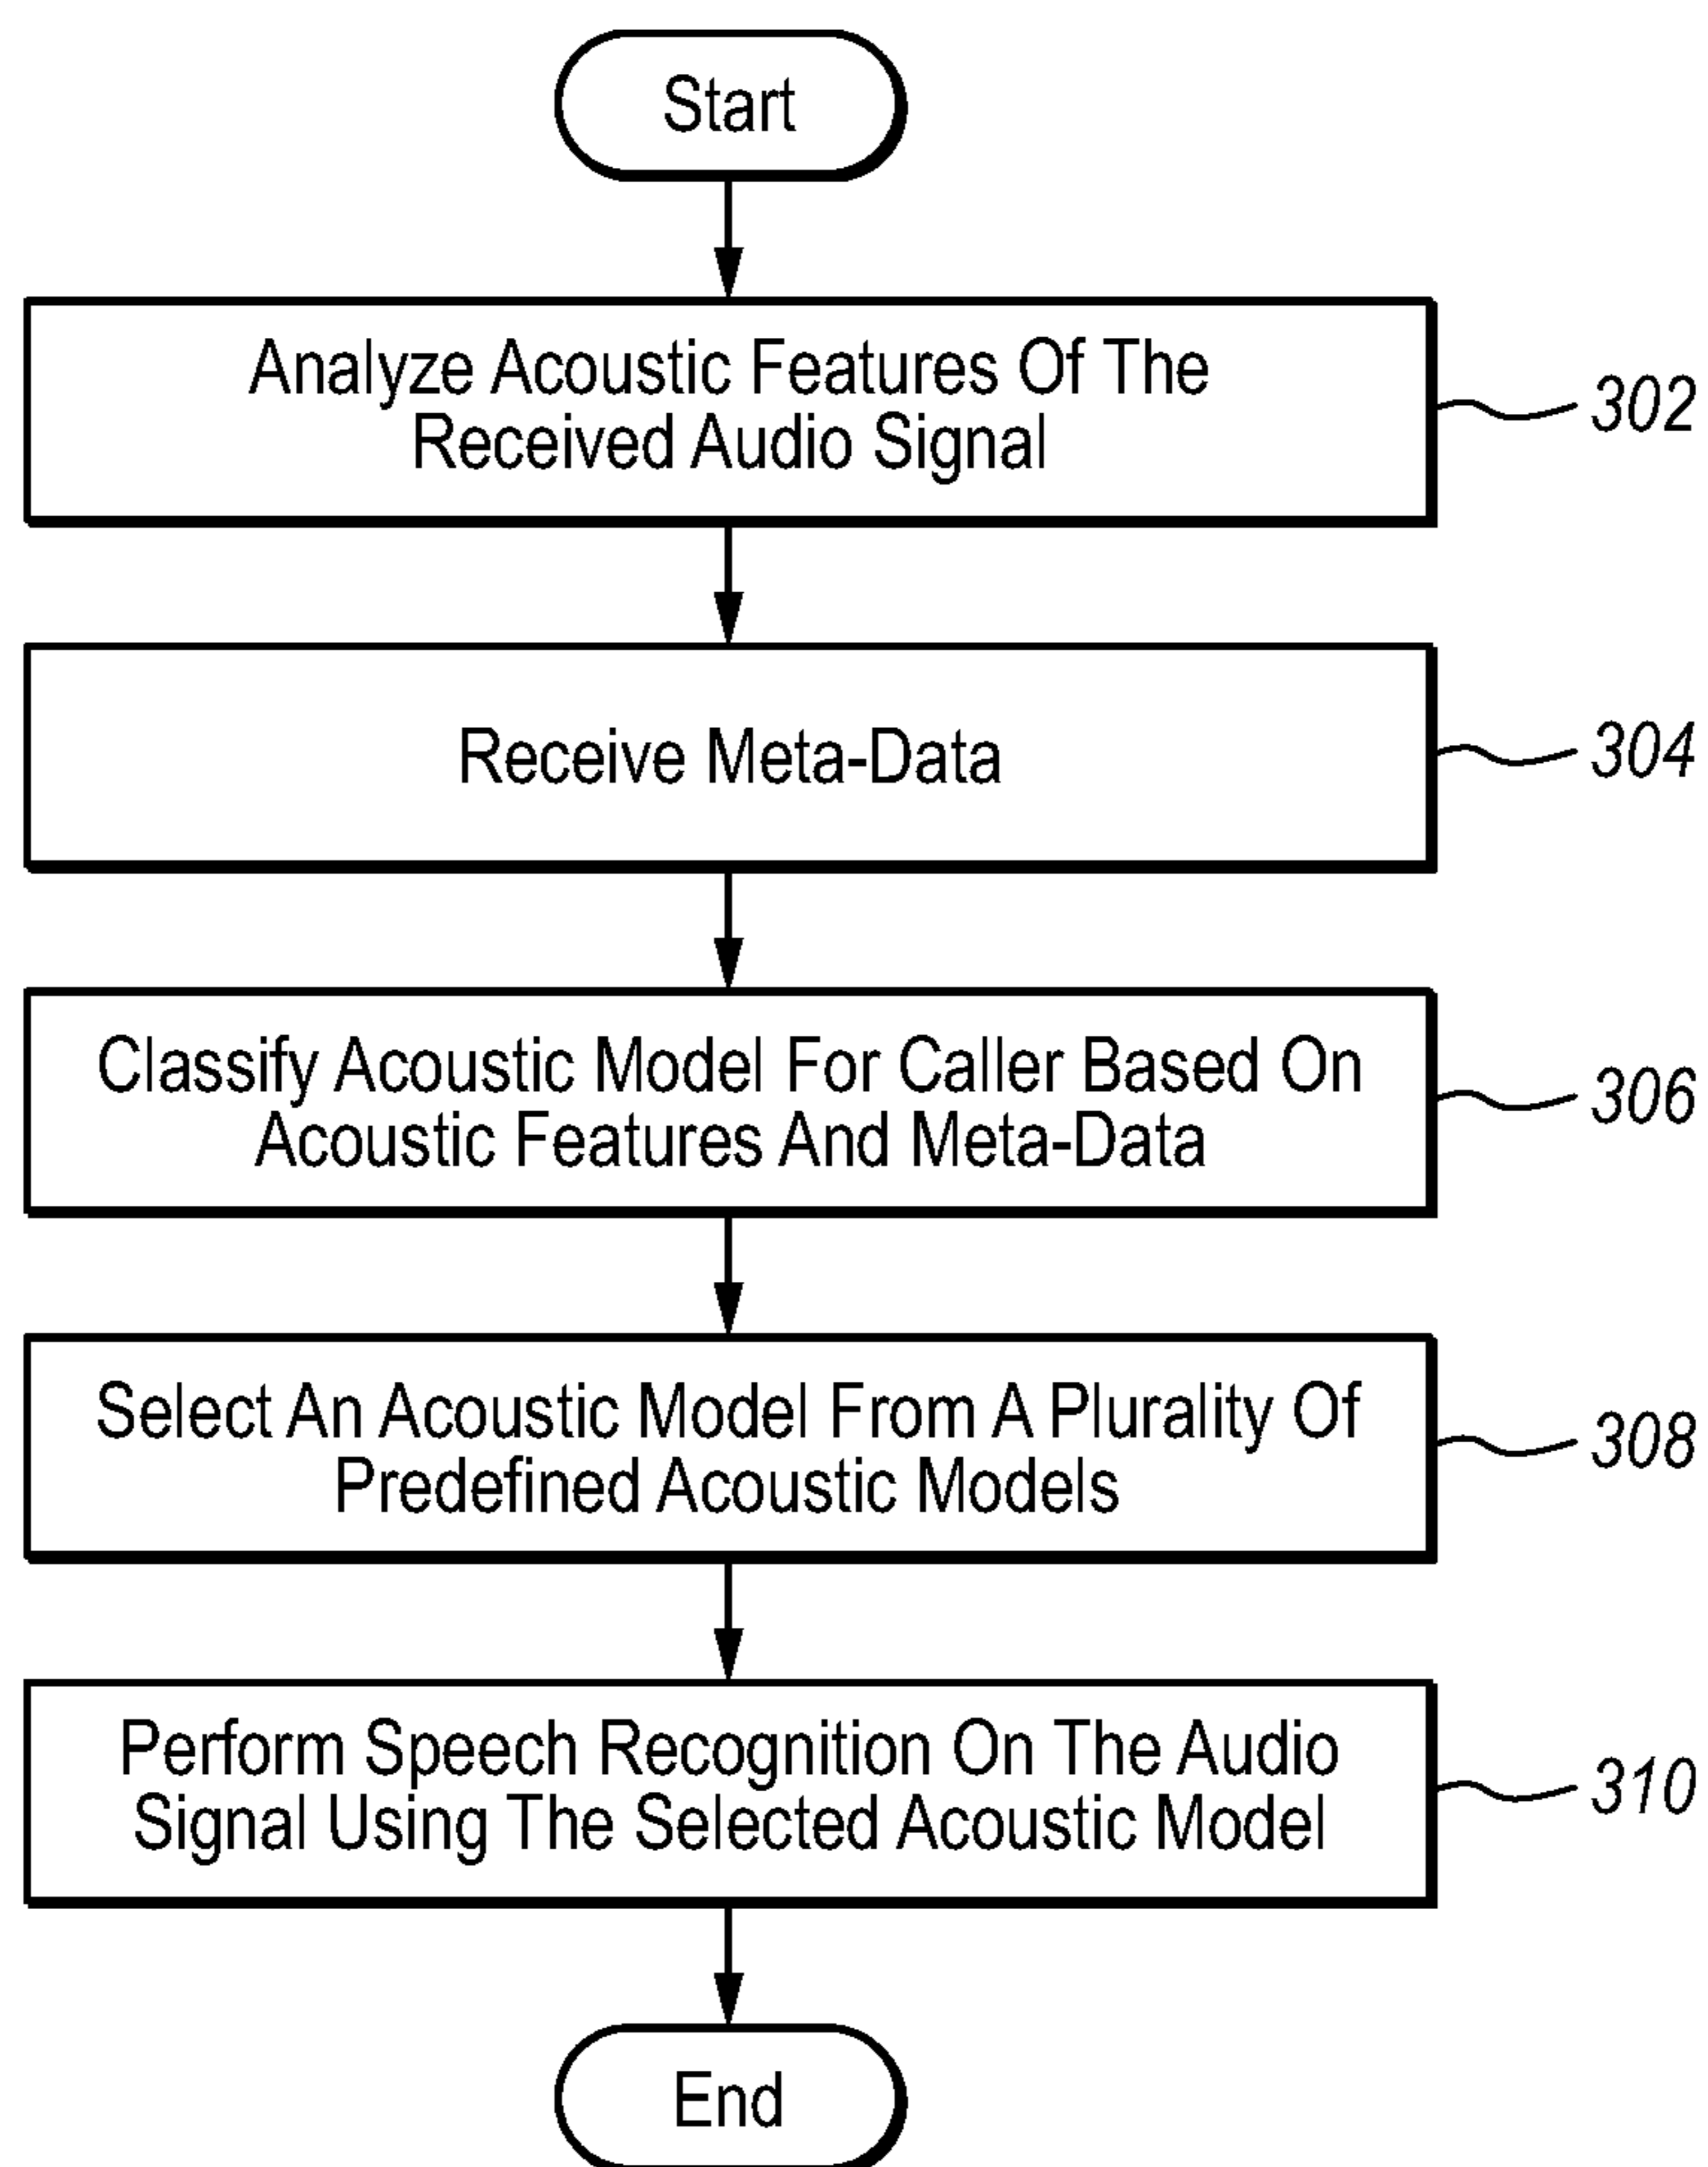 Start
Analyze Acoustic Features Of The
Received Audio Signal
302
Receive Meta-Data
304
Classify Acoustic Model For Caller Based On
Acoustic Features And Meta-Data
306
Select An Acoustic Model From A Plurality Of
Predefined Acoustic Models
308
Perform Speech Recognition On The Audio
Signal Using The Selected Acoustic Model
310
End